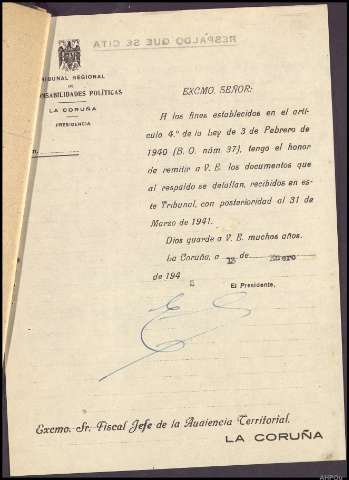 RESPALDO QUE SE CITA
TRIBUNAL REGIONAL
DE
ONSABILIDADES POLÍTICAS
LA CORUÑA
PRESIDENCIA
EXCMO. SEÑOR:
A los fines establecidos en el artí-
culo 4.º de la Ley de 3 de Febrero de
1940 (B. O. núm. 37), tengo el honor
de remitir a V. E. los documentos que
al respaldo se detallan, recibidos en es-
te Tribunal, con posterioridad al 31 de
Marzo de 1941.
Dios guarde a V. E. muchos años.
La Coruña, a 13 de Enero
de 194
El Presidente,
Excmo. Sr. Fiscal Jefe de la Audiencia Territorial.
LA CORUÑA
AHPOu